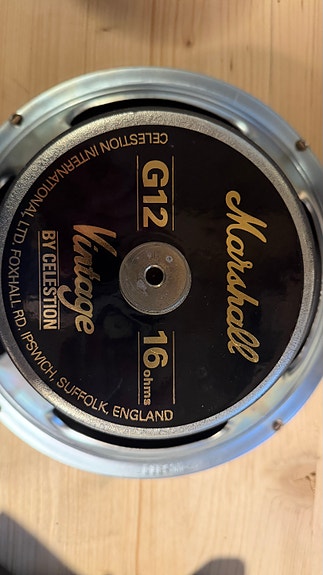 Marshall
G12
16 ohms
Vintage
BY CELESTION
CELESTION INTERNATIONAL, LTD, FOXHALL RD, IPSWICH, SUFFOLK, ENGLAND